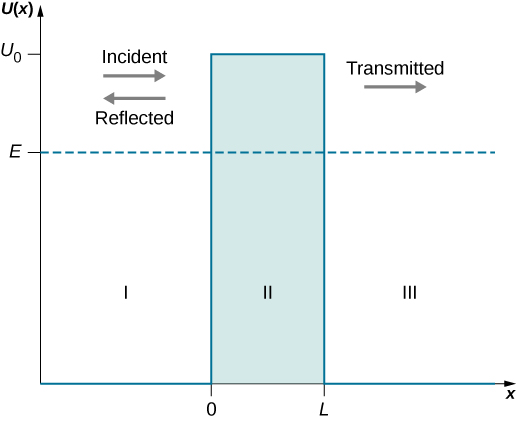 U(x)
U₀
Incident
Reflected
Transmitted
E
I
II
III
0
L
x